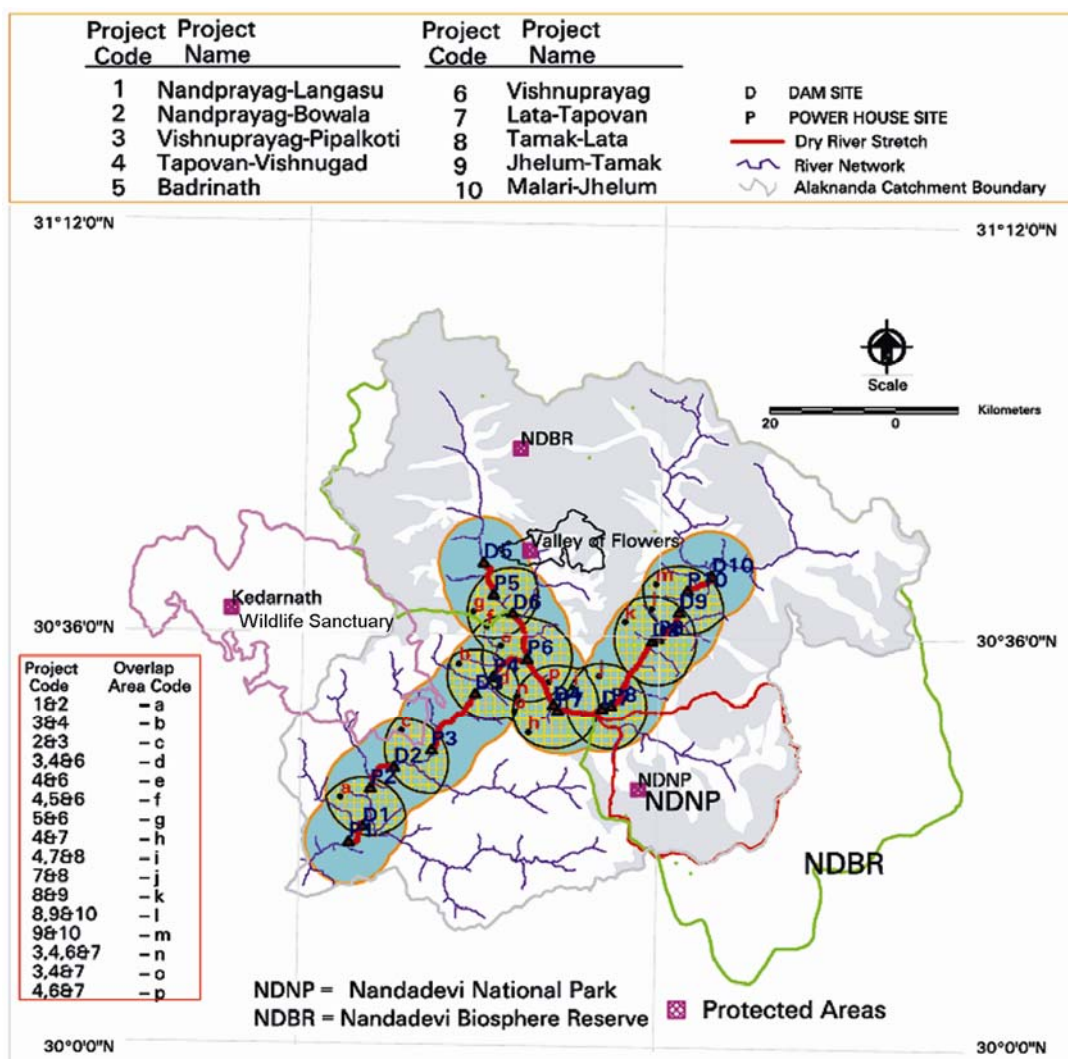 Project Code Project Name
1 Nandprayag-Langasu
2 Nandprayag-Bowala
3 Vishnuprayag-Pipalkoti
4 Tapovan-Vishnugad
5 Badrinath
Project Code Project Name
6 Vishnuprayag
7 Lata-Tapovan
8 Tamak-Lata
9 Jhelum-Tamak
10 Malari-Jhelum
D DAM SITE
P POWER HOUSE SITE
Dry River Stretch
River Network
Alaknanda Catchment Boundary
31°12'0"N
31°12'0"N
Scale
20 0 Kilometers
NDBR
Valley of Flowers
Kedarnath
Wildlife Sanctuary
30°36'0"N
30°36'0"N
D6
P5
D6
g
f
e
P6
P4
b
D3
n
p
h
P7
P8
k
m
D9
D10
c
P3
D2
P2
a
D1
NDNP
NDNP
NDBR
Project Code Overlap Area Code
1&2 – a
3&4 – b
2&3 – c
3,4&6 – d
4&6 – e
4,5&6 – f
5&6 – g
4&7 – h
4,7&8 – i
7&8 – j
8&9 – k
8,9&10 – l
9&10 – m
3,4,6&7 – n
3,4&7 – o
4,6&7 – p
NDNP = Nandadevi National Park
NDBR = Nandadevi Biosphere Reserve
Protected Areas
30°0'0"N
30°0'0"N